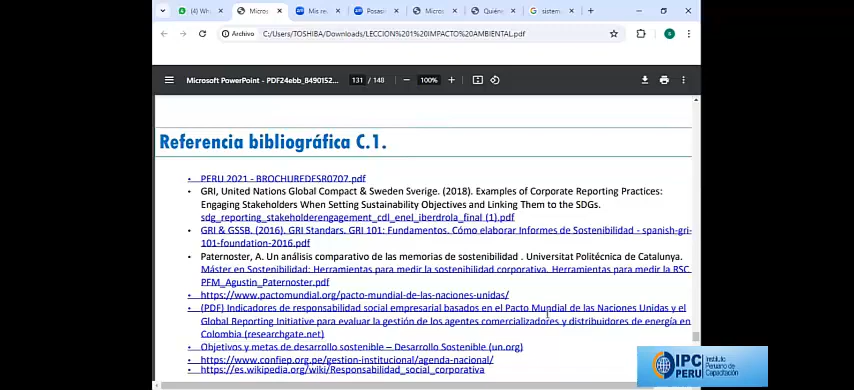 (4) Wh
Micros
Mis re
Posasi
Micros
Quiéne
sistem
Archivo
C:/Users/TOSHIBA/Downloads/LECCION%201%20IMPACTO%20AMBIENTAL.pdf
Microsoft PowerPoint - PDF24ebb_8490152...
131 / 148
100%
Referencia bibliográfica C.1.
• PERU 2021 - BROCHUREDESR0707.pdf
• GRI, United Nations Global Compact & Sweden Sverige. (2018). Examples of Corporate Reporting Practices:
Engaging Stakeholders When Setting Sustainability Objectives and Linking Them to the SDGs.
sdg_reporting_stakeholderengagement_cdl_enel_iberdrola_final (1).pdf
• GRI & GSSB. (2016). GRI Standars. GRI 101: Fundamentos. Cómo elaborar Informes de Sostenibilidad - spanish-gri-
101-foundation-2016.pdf
Paternoster, A. Un análisis comparativo de las memorias de sostenibilidad . Universitat Politécnica de Catalunya.
• Máster en Sostenibilidad: Herramientas para medir la sostenibilidad corporativa. Herramientas para medir la RSC
PFM_Agustin_Paternoster.pdf
• https://www.pactomundial.org/pacto-mundial-de-las-naciones-unidas/
• (PDF) Indicadores de responsabilidad social empresarial basados en el Pacto Mundial de las Naciones Unidas y el
Global Reporting Initiative para evaluar la gestión de los agentes comercializadores y distribuidores de energía en
Colombia (researchgate.net)
• Objetivos y metas de desarrollo sostenible – Desarrollo Sostenible (un.org)
• https://www.confiep.org.pe/gestion-institucional/agenda-nacional/
• https://es.wikipedia.org/wiki/Responsabilidad_social_corporativa
IPC
PERU
Instituto
Peruano de
Capacitación